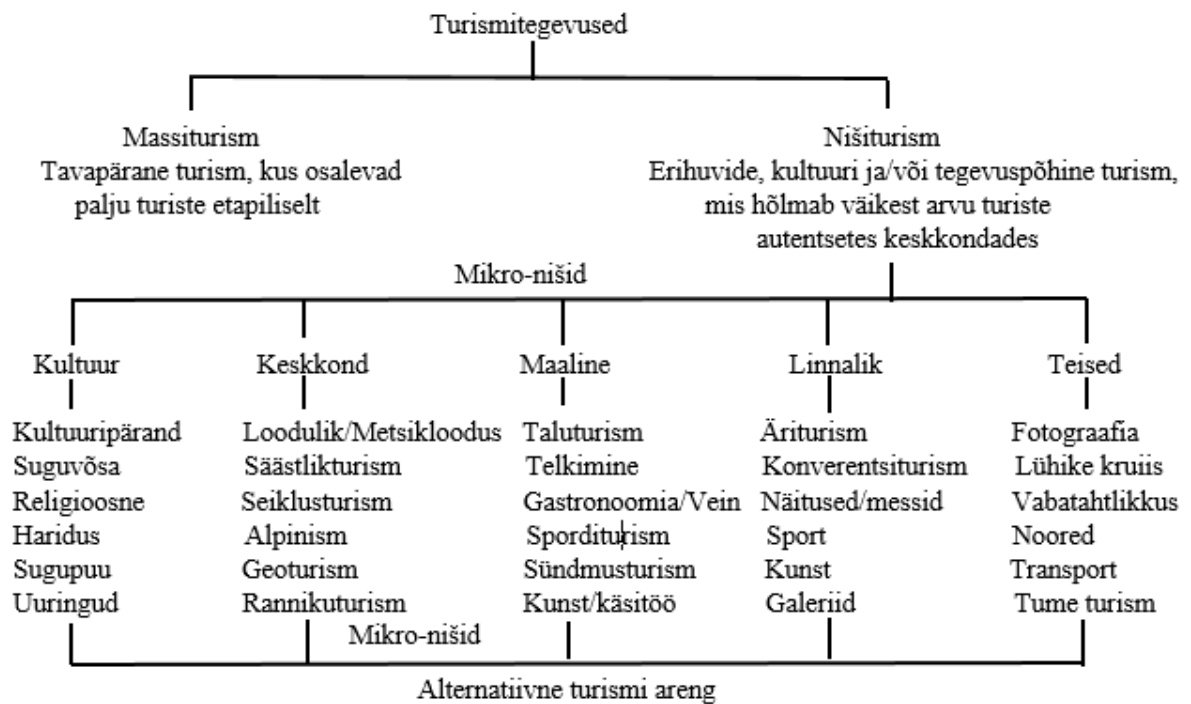 Turismitegevused
Massiturism
Tavapärane turism, kus osalevad
palju turiste etapiliselt
Nišiturism
Erihuvide, kultuuri ja/või tegevuspõhine turism,
mis hõlmab väikest arvu turiste
autentsetes keskkondades
Mikro-nišid
Kultuur Keskkond Maaline Linnalik Teised
Kultuuripärand Loodulik/Metsikloodus Taluturism Äriturism Fotograafia
Suguvõsa Säästlikturism Telkimine Konverentsiturism Lühike kruiis
Religioosne Seiklusturism Gastronoomia/Vein Näitused/messid Vabatahtlikkus
Haridus Alpinism Sporditurism Sport Noored
Sugupuu Geoturism Sündmusturism Kunst Transport
Uuringud Rannikuturism Kunst/käsitöö Galeriid Tume turism
Mikro-nišid
Alternatiivne turismi areng